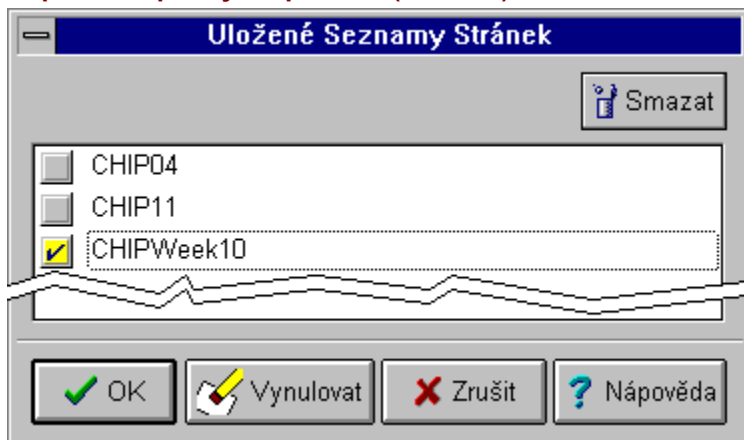 Uložené Seznamy Stránek
Smazat
CHIP04
CHIP11
CHIPWeek10
OK Vynulovat Zrušit Nápověda